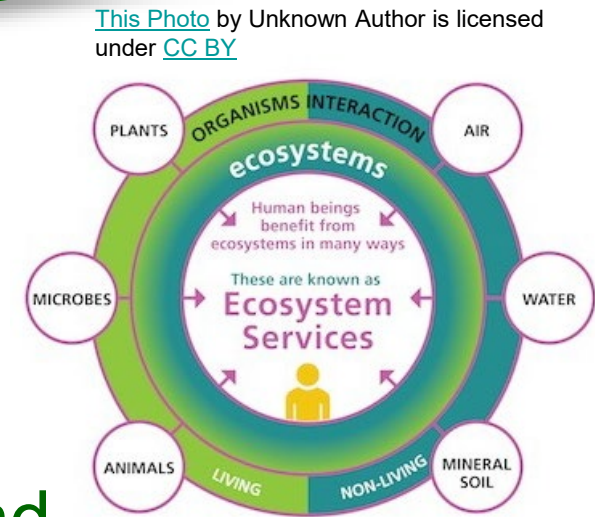 This Photo by Unknown Author is licensed
under CC BY
ORGANISMS INTERACTION
PLANTS
AIR
ecosystems
Human beings
benefit from
ecosystems in many ways
These are known as
Ecosystem
Services
MICROBES
WATER
ANIMALS
LIVING
NON-LIVING
MINERAL
SOIL